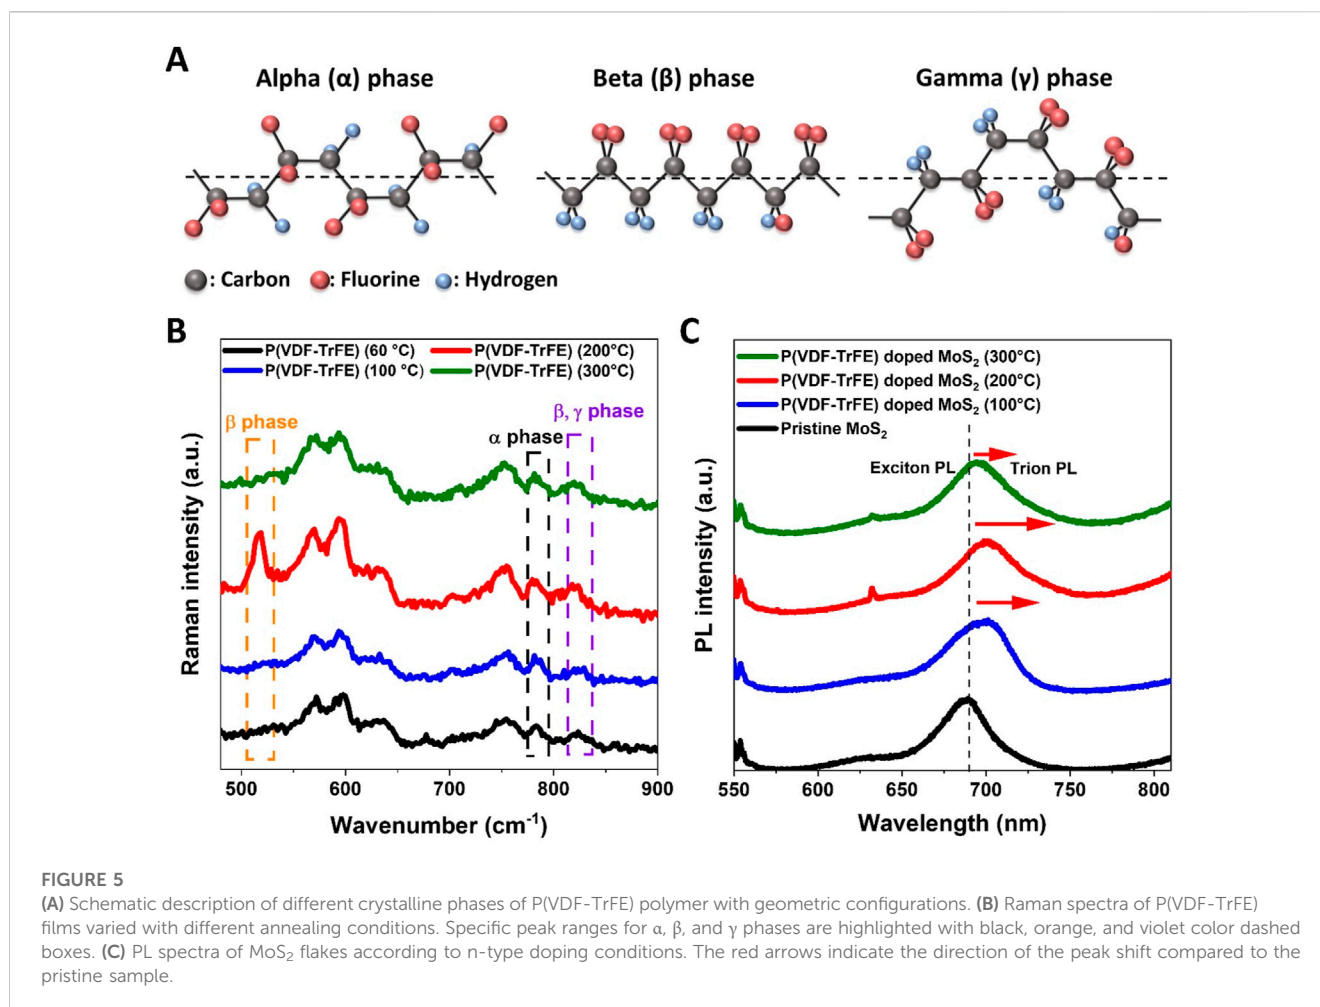 A
Alpha (α) phase
Beta (β) phase
Gamma (γ) phase
: Carbon : Fluorine : Hydrogen
B
P(VDF-TrFE) (60 °C) P(VDF-TrFE) (200°C)
P(VDF-TrFE) (100 °C) P(VDF-TrFE) (300°C)
β phase
α phase
β, γ phase
Raman intensity (a.u.)
500 600 700 800 900
Wavenumber (cm⁻¹)
C
P(VDF-TrFE) doped MoS₂ (300°C)
P(VDF-TrFE) doped MoS₂ (200°C)
P(VDF-TrFE) doped MoS₂ (100°C)
Pristine MoS₂
Exciton PL Trion PL
PL intensity (a.u.)
550 600 650 700 750 800
Wavelength (nm)
FIGURE 5
(A) Schematic description of different crystalline phases of P(VDF-TrFE) polymer with geometric configurations. (B) Raman spectra of P(VDF-TrFE)
films varied with different annealing conditions. Specific peak ranges for α, β, and γ phases are highlighted with black, orange, and violet color dashed
boxes. (C) PL spectra of MoS₂ flakes according to n-type doping conditions. The red arrows indicate the direction of the peak shift compared to the
pristine sample.